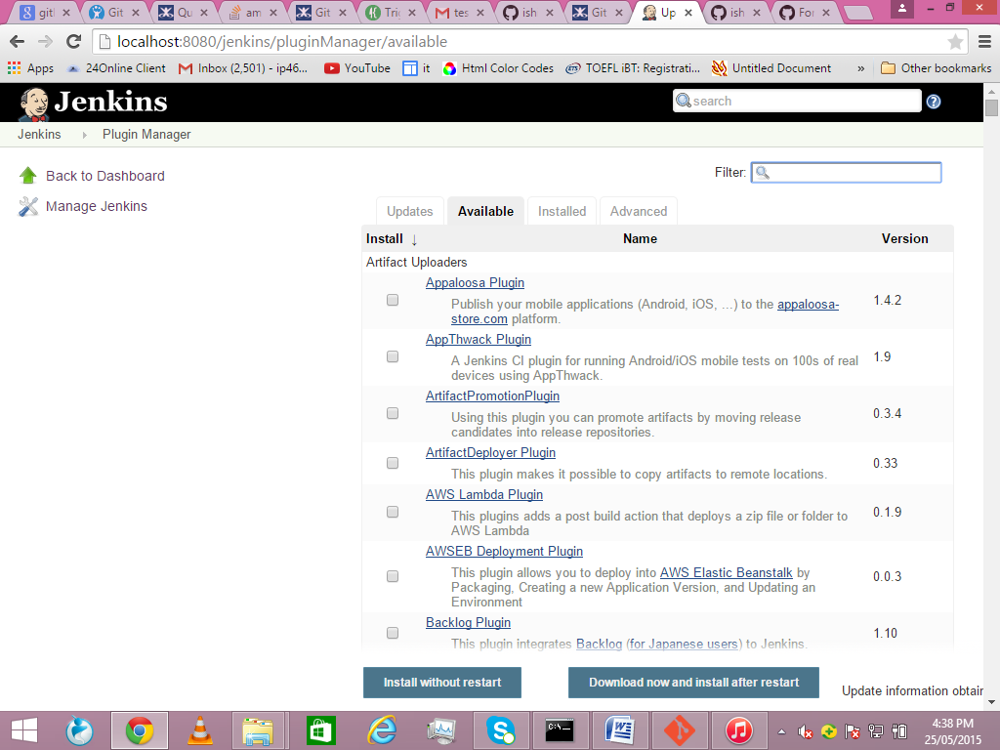 gitl
Git
Qu
am
Git
Tri
tes
ish
Git
Up
ish
For
localhost:8080/jenkins/pluginManager/available
Apps
24Online Client
Inbox (2,501) - ip46...
YouTube
it
Html Color Codes
TOEFL iBT: Registrati...
Untitled Document
»
Other bookmarks
Jenkins
search
Jenkins
Plugin Manager
Back to Dashboard
Manage Jenkins
Filter:
Updates
Available
Installed
Advanced
Install ↓
Name
Version
Artifact Uploaders
Appaloosa Plugin
Publish your mobile applications (Android, iOS, ...) to the appaloosa-
store.com platform.
1.4.2
AppThwack Plugin
A Jenkins CI plugin for running Android/iOS mobile tests on 100s of real
devices using AppThwack.
1.9
ArtifactPromotionPlugin
Using this plugin you can promote artifacts by moving release
candidates into release repositories.
0.3.4
ArtifactDeployer Plugin
This plugin makes it possible to copy artifacts to remote locations.
0.33
AWS Lambda Plugin
This plugins adds a post build action that deploys a zip file or folder to
AWS Lambda
0.1.9
AWSEB Deployment Plugin
This plugin allows you to deploy into AWS Elastic Beanstalk by
Packaging, Creating a new Application Version, and Updating an
Environment
0.0.3
Backlog Plugin
This plugin integrates Backlog (for Japanese users) to Jenkins.
1.10
Install without restart
Download now and install after restart
Update information obtair
4:38 PM
25/05/2015